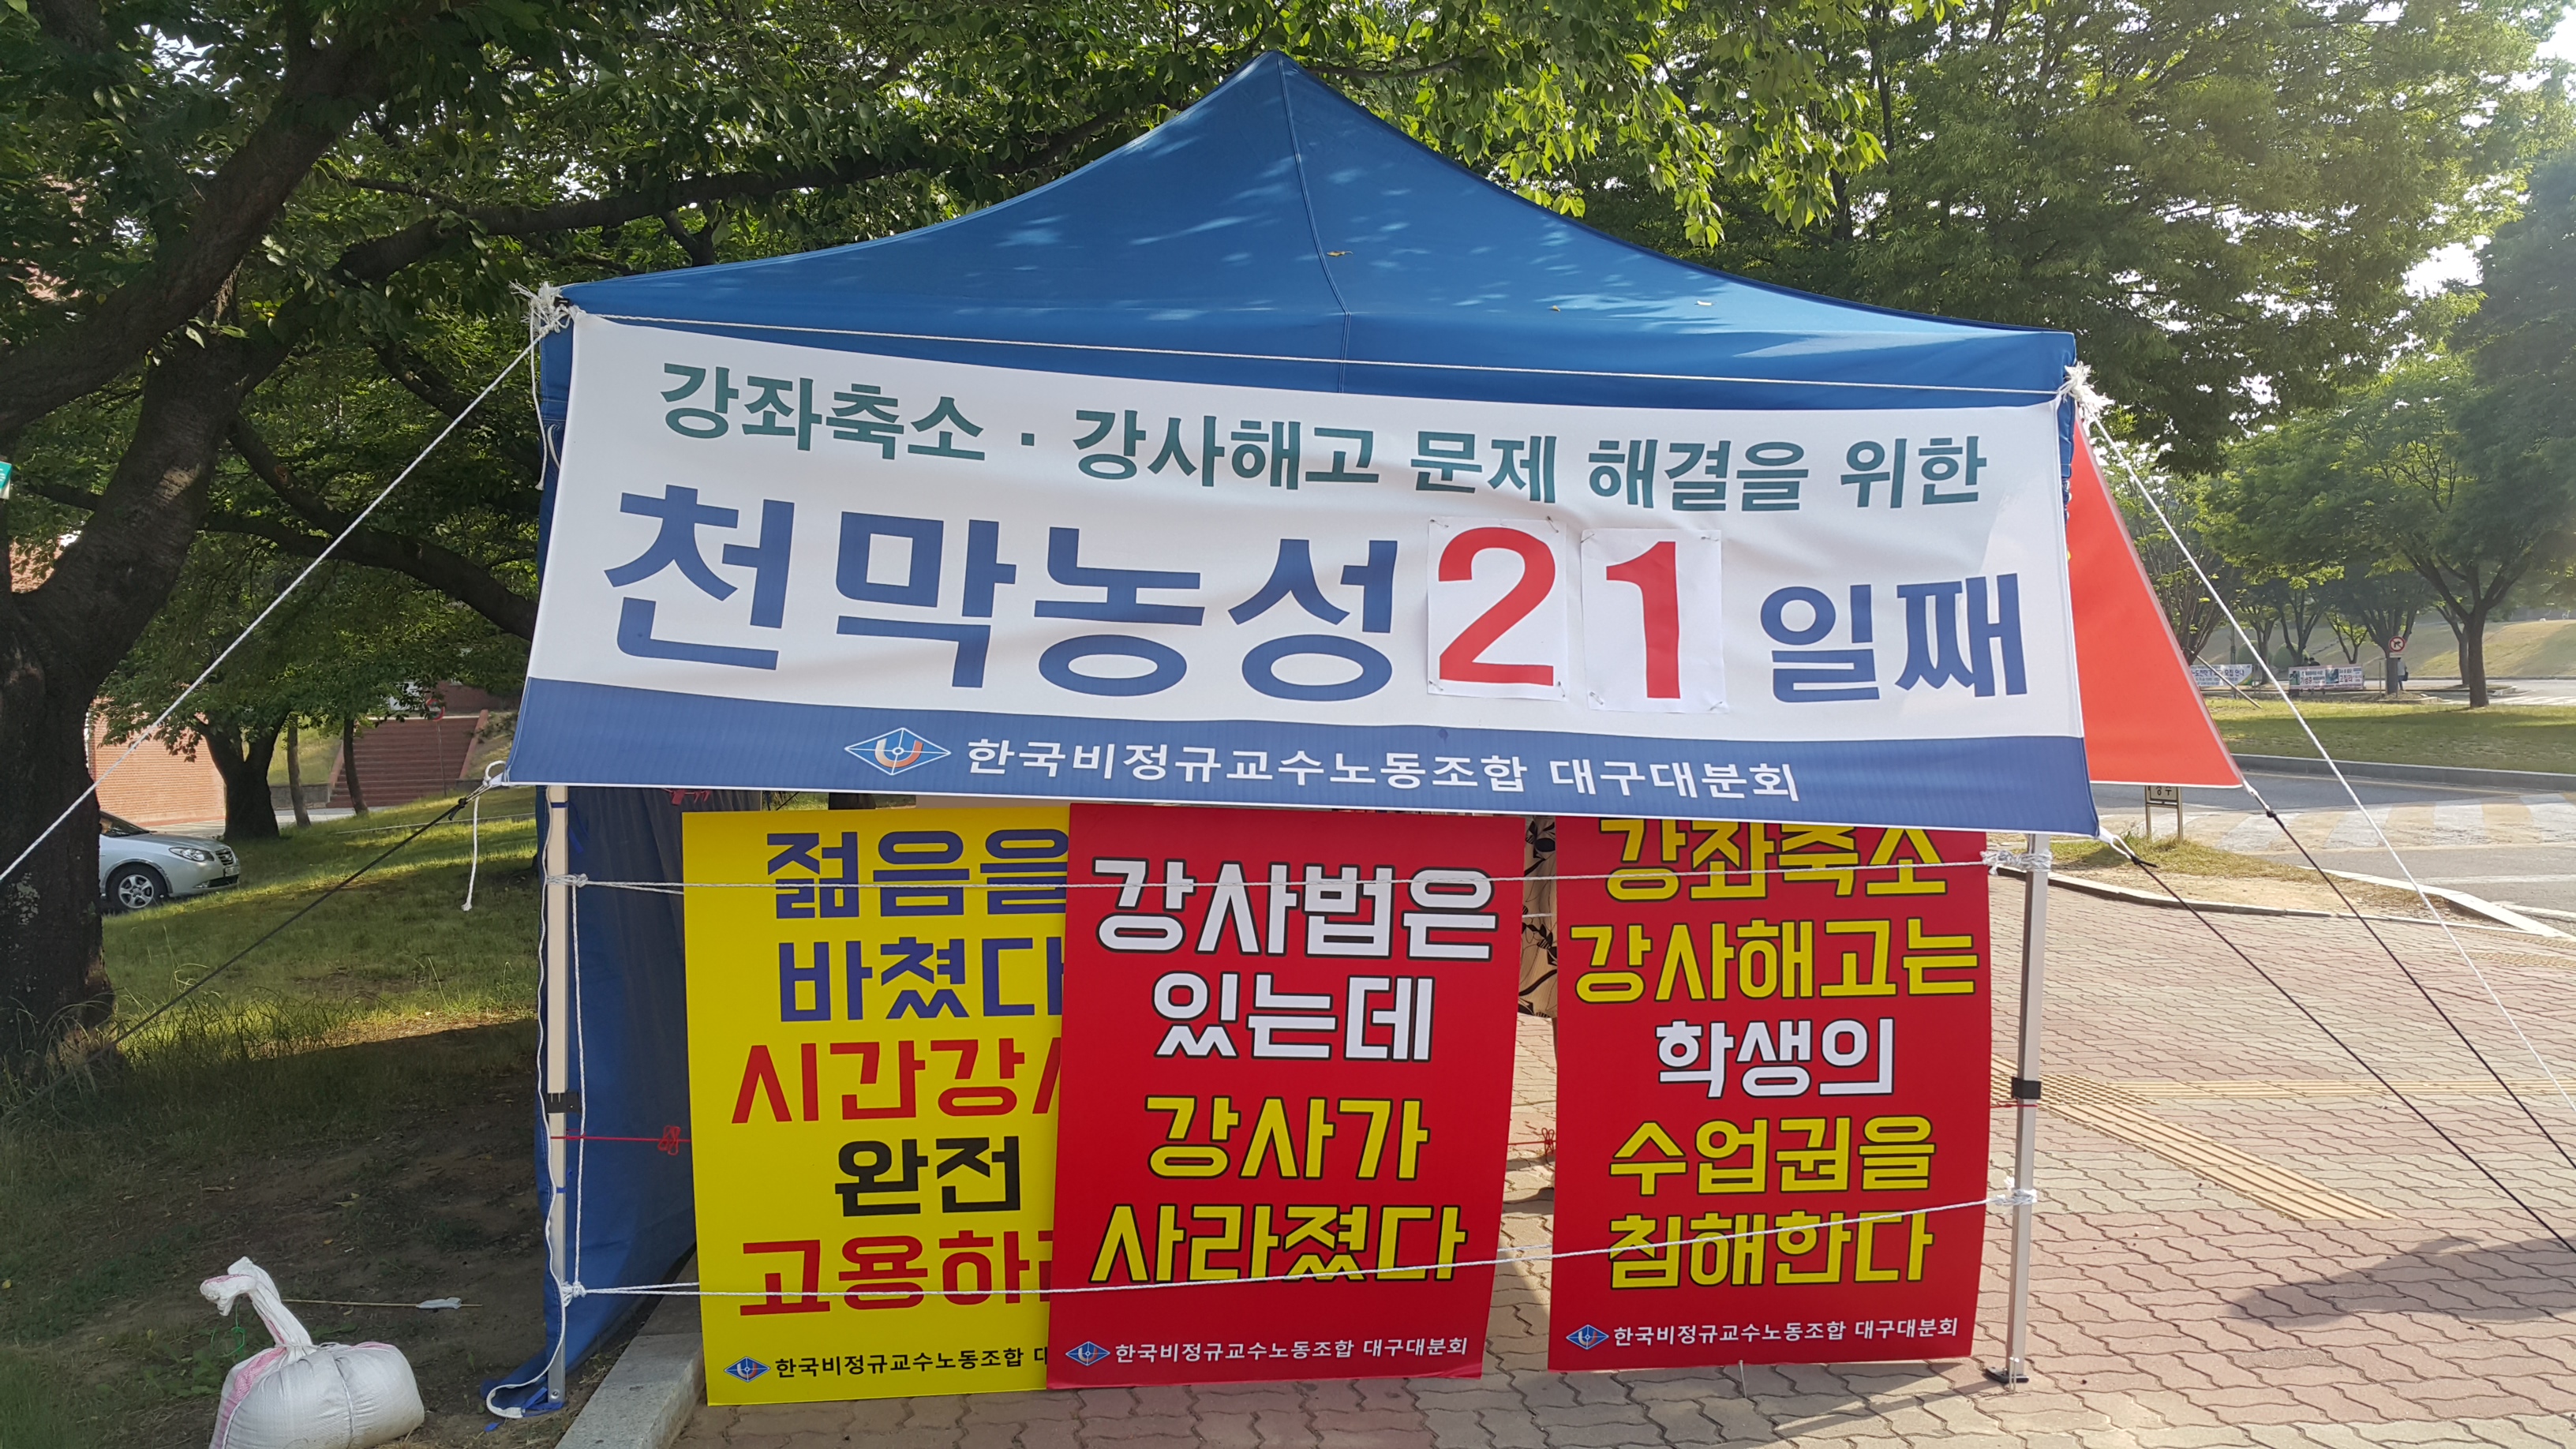 강좌축소 · 강사해고 문제 해결을 위한
천막농성 21 일째
한국비정규교수노동조합 대구대분회
젊음을
바쳤다
시간강
완전
고용하
한국비정규교수노동조합
강사법은
있는데
강사가
사라졌다
한국비정규교수노동조합 대구대분회
강좌축소
강사해고는
학생의
수업권을
침해한다
한국비정규교수노동조합 대구대분회